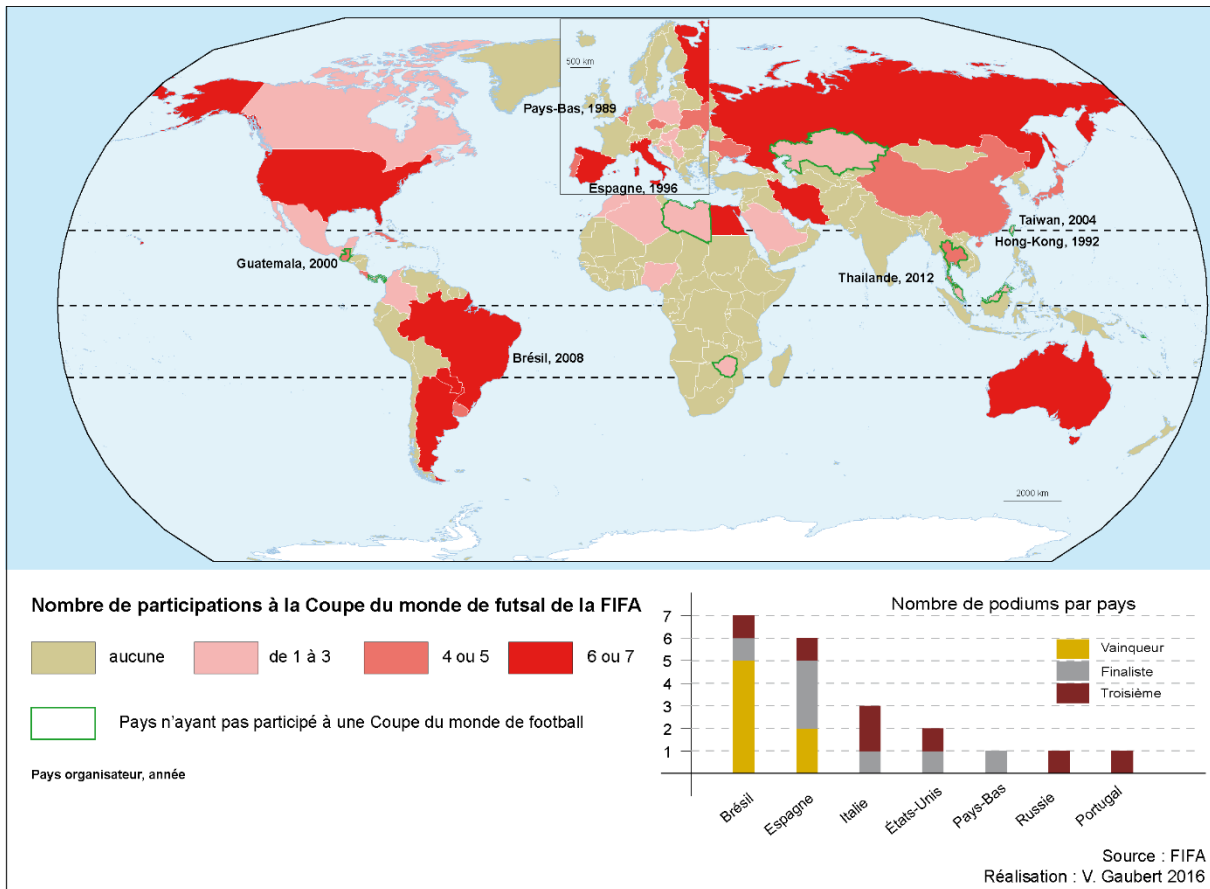 500 km
Pays-Bas, 1989
Espagne, 1996
Taiwan, 2004
Hong-Kong, 1992
Guatemala, 2000
Thaïlande, 2012
Brésil, 2008
2000 km
Nombre de participations à la Coupe du monde de futsal de la FIFA
aucune
de 1 à 3
4 ou 5
6 ou 7
Pays n'ayant pas participé à une Coupe du monde de football
Pays organisateur, année
Nombre de podiums par pays
7
6
5
4
3
2
1
Vainqueur
Finaliste
Troisième
Brésil
Espagne
Italie
États-Unis
Pays-Bas
Russie
Portugal
Source : FIFA
Réalisation : V. Gaubert 2016